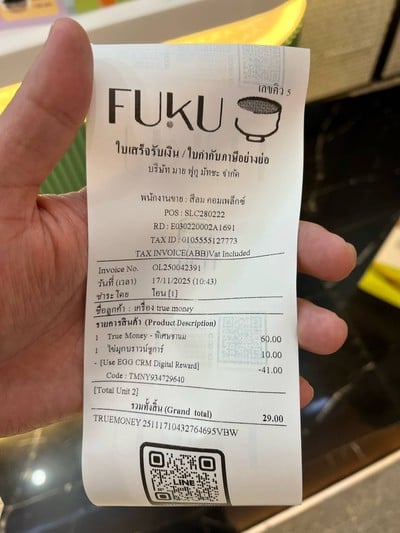 เลขคิว 5
FUKU
ใบเสร็จรับเงิน / ใบกำกับภาษีอย่างย่อ
บริษัท มาย ฟูกุ มัทฉะ จำกัด
พนักงานขาย : สีลม คอมเพล็กซ์
POS : SLC280222
RD : E030220002A1691
TAX ID : 0105555127773
TAX INVOICE(ABB)Vat Included
Invoice No. OL250042391
วันที่ (เวลา) 17/11/2025 (10:43)
ชำระโดย โอน [1]
ชื่อลูกค้า : เครื่อง true money
รายการสินค้า (Product Description)
1 True Money - พิเศษชานม 60.00
1 ไข่มุกบราวน์ชูการ์ 10.00
- [Use EGG CRM Digital Reward] -41.00
Code : TMNY934729640
[Total Unit 2]
รวมทั้งสิ้น (Grand total) 29.00
TRUEMONEY 25111710432764695VBW
LINE